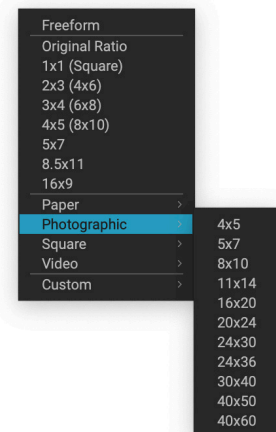 Freeform
Original Ratio
1x1 (Square)
2x3 (4x6)
3x4 (6x8)
4x5 (8x10)
5x7
8.5x11
16x9
Paper >
Photographic >
Square >
Video >
Custom >
4x5
5x7
8x10
11x14
16x20
20x24
24x30
24x36
30x40
40x50
40x60